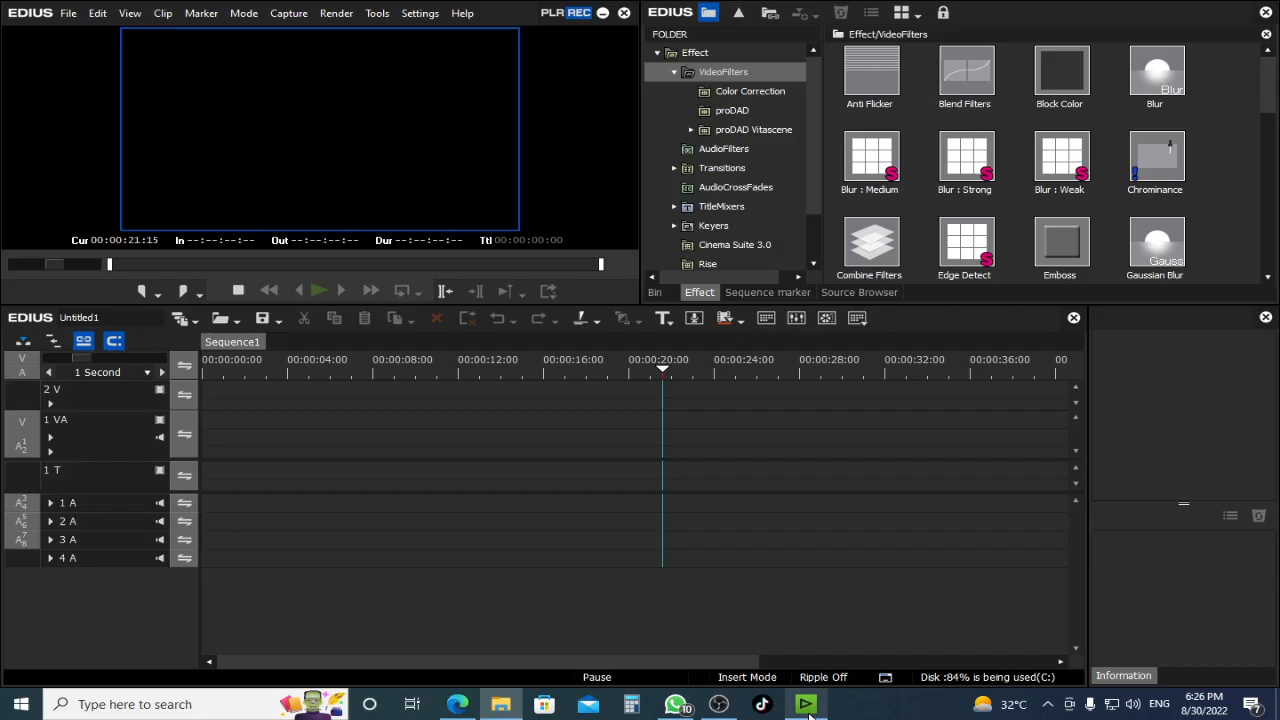 EDIUS File Edit View Clip Marker Mode Capture Render Tools Settings Help PLR REC
Cur 00:00:21:15 In --:--:--:-- Out --:--:--:-- Dur --:--:--:-- Ttl 00:00:00:00
EDIUS
FOLDER
Effect
VideoFilters
Color Correction
proDAD
proDAD Vitascene
AudioFilters
Transitions
AudioCrossFades
TitleMixers
Keyers
Cinema Suite 3.0
Rise
Effect/VideoFilters
Anti Flicker
Blend Filters
Block Color
Blur
Blur
S
Blur : Medium
S
Blur : Strong
S
Blur : Weak
!
Chrominance
Combine Filters
S
Edge Detect
Emboss
Gauss
Gaussian Blur
Bin Effect Sequence marker Source Browser
EDIUS Untitled1
Sequence1
V
A
1 Second
00:00:00:00 00:00:04:00 00:00:08:00 00:00:12:00 00:00:16:00 00:00:20:00 00:00:24:00 00:00:28:00 00:00:32:00 00:00:36:00 00
2 V
V 1 VA
A 1 2
1 T
A 3 4 1 A
A 5 6 2 A
A 7 8 3 A
4 A
Pause Insert Mode Ripple Off Disk :84% is being used(C:)
Information
Type here to search
10
32°C ENG
6:26 PM
8/30/2022
7